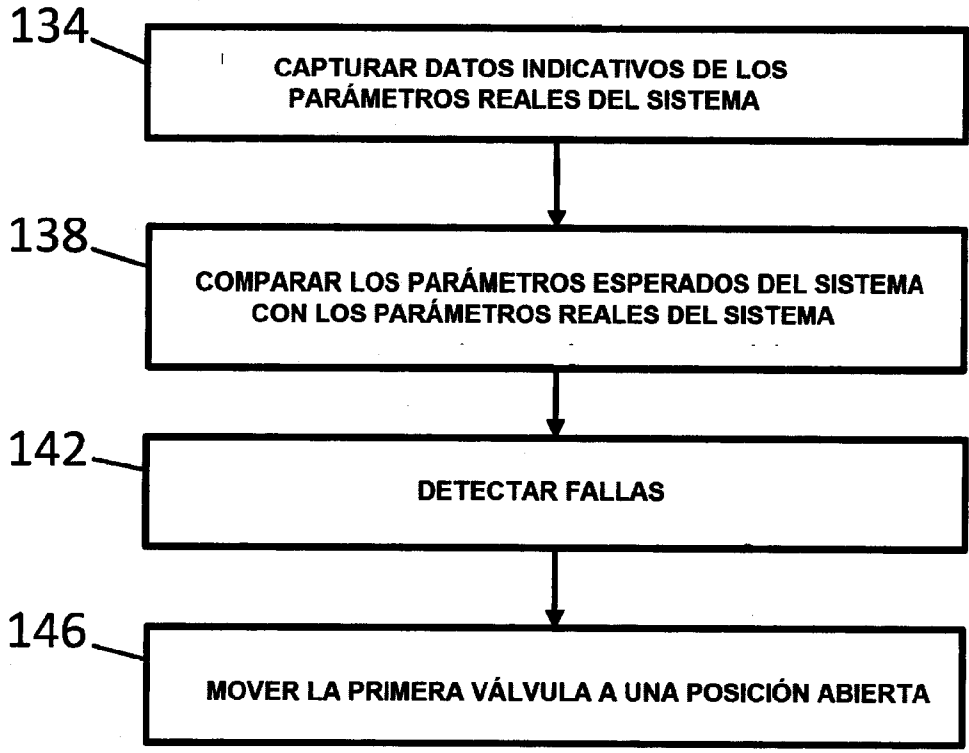 134
CAPTURAR DATOS INDICATIVOS DE LOS
PARÁMETROS REALES DEL SISTEMA
138
COMPARAR LOS PARÁMETROS ESPERADOS DEL SISTEMA
CON LOS PARÁMETROS REALES DEL SISTEMA
142
DETECTAR FALLAS
146
MOVER LA PRIMERA VÁLVULA A UNA POSICIÓN ABIERTA